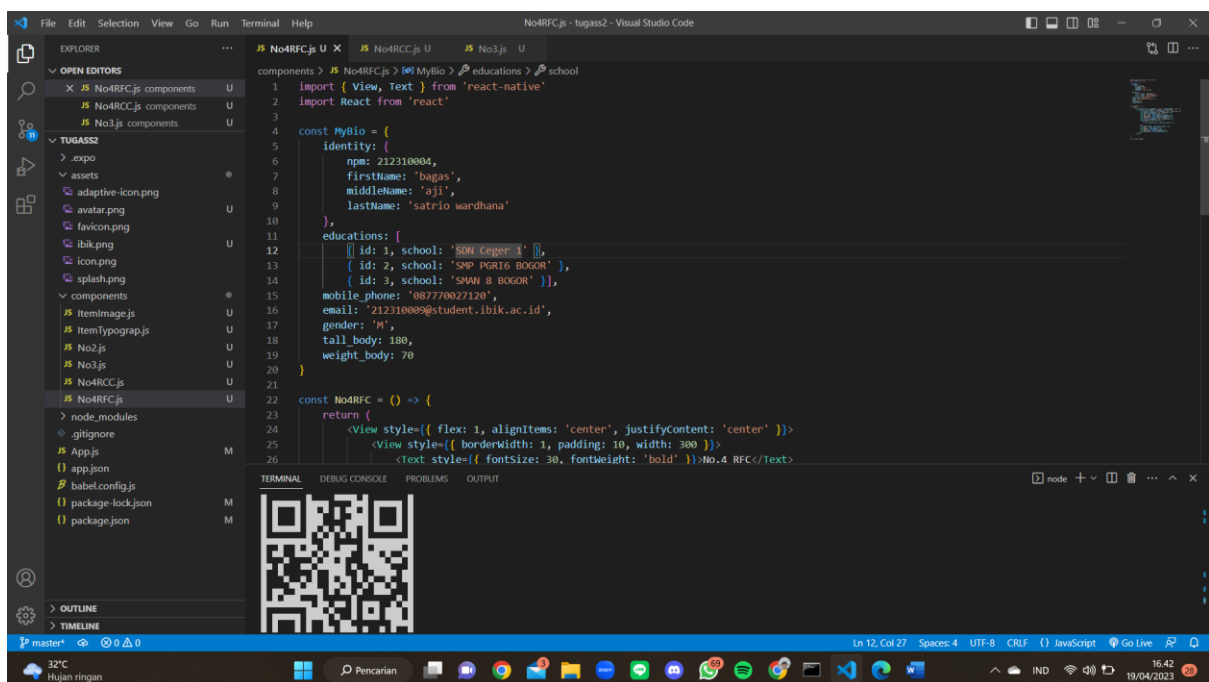 File Edit Selection View Go Run Terminal Help No4RFC.js - tugass2 - Visual Studio Code
EXPLORER
OPEN EDITORS
No4RFC.js components U
No4RCC.js components U
No3.js components U
TUGASS2
.expo
assets
adaptive-icon.png
avatar.png U
favicon.png
ibik.png U
icon.png
splash.png
components
ItemImage.js U
ItemTypograp.js U
No2.js U
No3.js U
No4RCC.js U
No4RFC.js U
node_modules
.gitignore
App.js M
app.json
babel.config.js
package-lock.json M
package.json M
OUTLINE
TIMELINE
JS No4RFC.js U JS No4RCC.js U JS No3.js U
components > JS No4RFC.js > MyBio > educations > school
1 import { View, Text } from 'react-native'
2 import React from 'react'
3
4 const MyBio = {
5 identity: {
6 npm: 212310004,
7 firstName: 'bagas',
8 middleName: 'aji',
9 lastName: 'satrio wardhana'
10 },
11 educations: [
12 { id: 1, school: 'SDN Ceger 1' },
13 { id: 2, school: 'SMP PGRI6 BOGOR' },
14 { id: 3, school: 'SMAN 8 BOGOR' }],
15 mobile_phone: '087770027120',
16 email: '212310009@student.ibik.ac.id',
17 gender: 'M',
18 tall_body: 180,
19 weight_body: 70
20 }
21
22 const No4RFC = () => {
23 return (
24 <View style={{ flex: 1, alignItems: 'center', justifyContent: 'center' }}>
25 <View style={{ borderWidth: 1, padding: 10, width: 300 }}>
26 <Text style={{ fontSize: 30, fontWeight: 'bold' }}>No.4 RFC</Text>
TERMINAL DEBUG CONSOLE PROBLEMS OUTPUT node
master* 0 0 Ln 12, Col 27 Spaces: 4 UTF-8 CRLF {} JavaScript Go Live
32°C
Hujan ringan
Pencarian
3
zoom
69
IND
16.42
19/04/2023
28